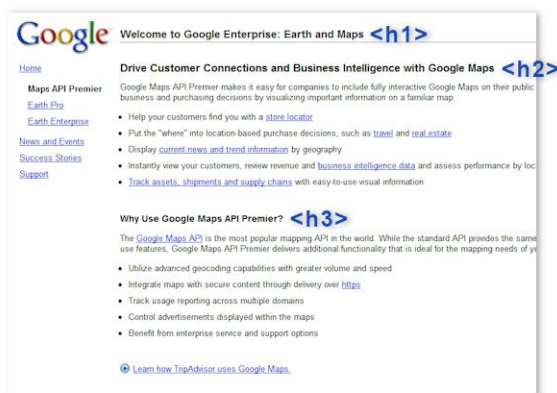 Google
Welcome to Google Enterprise: Earth and Maps <h1>
Home
Maps API Premier
Earth Pro
Earth Enterprise
News and Events
Success Stories
Support
Drive Customer Connections and Business Intelligence with Google Maps <h2>
Google Maps API Premier makes it easy for companies to include fully interactive Google Maps on their public
business and purchasing decisions by visualizing important information on a familiar map.
• Help your customers find you with a store locator
• Put the "where" into location-based purchase decisions, such as travel and real estate
• Display current news and trend information by geography
• Instantly view your customers, review revenue and business intelligence data and assess performance by loc
• Track assets, shipments and supply chains with easy-to-use visual information
Why Use Google Maps API Premier? <h3>
The Google Maps API is the most popular mapping API in the world. While the standard API provides the same
use features, Google Maps API Premier delivers additional functionality that is ideal for the mapping needs of yo
• Utilize advanced geocoding capabilities with greater volume and speed
• Integrate maps with secure content through delivery over https
• Track usage reporting across multiple domains
• Control advertisements displayed within the maps
• Benefit from enterprise service and support options
Learn how TripAdvisor uses Google Maps.